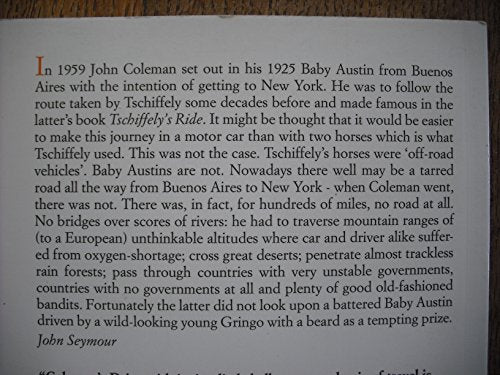 In 1959 John Coleman set out in his 1925 Baby Austin from Buenos
Aires with the intention of getting to New York. He was to follow the
route taken by Tschiffely some decades before and made famous in the
latter's book Tschiffely's Ride. It might be thought that it would be easier
to make this journey in a motor car than with two horses which is what
Tschiffely used. This was not the case. Tschiffely's horses were 'off-road
vehicles'. Baby Austins are not. Nowadays there well may be a tarred
road all the way from Buenos Aires to New York - when Coleman went,
there was not. There was, in fact, for hundreds of miles, no road at all.
No bridges over scores of rivers: he had to traverse mountain ranges of
(to a European) unthinkable altitudes where car and driver alike suffer-
ed from oxygen-shortage; cross great deserts; penetrate almost trackless
rain forests; pass through countries with very unstable governments,
countries with no governments at all and plenty of good old-fashioned
bandits. Fortunately the latter did not look upon a battered Baby Austin
driven by a wild-looking young Gringo with a beard as a tempting prize.
John Seymour